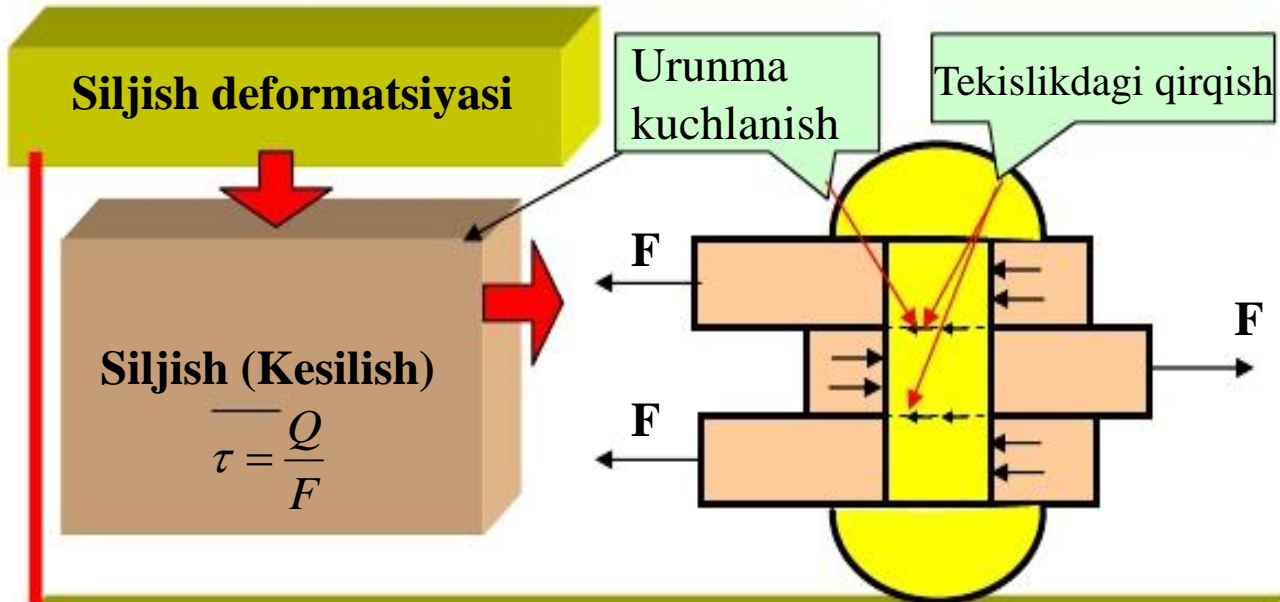 Siljish deformatsiyasi
Urunma
kuchlanish
Tekislikdagi qirqish
F
F
Siljish (Kesilish)
τ = Q/F
F